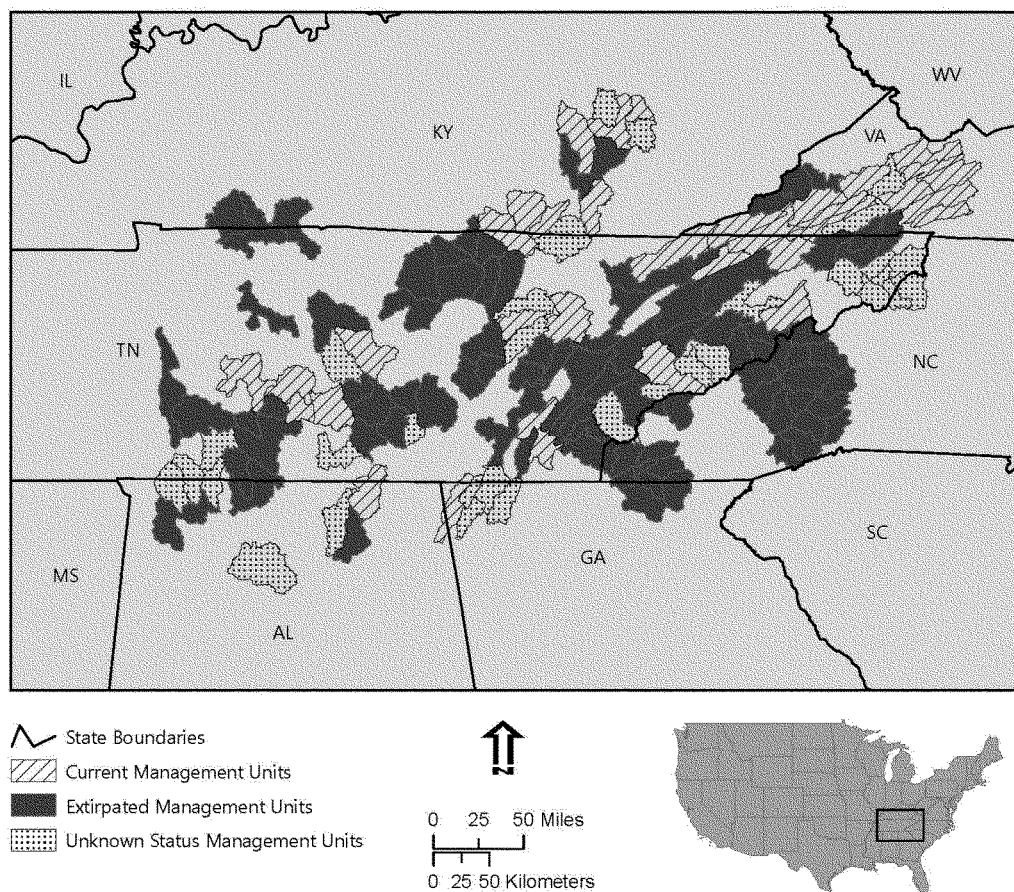 IL
WV
KY
VA
TN
NC
SC
MS
GA
AL
State Boundaries
Current Management Units
Extirpated Management Units
Unknown Status Management Units
N
0 25 50 Miles
0 25 50 Kilometers